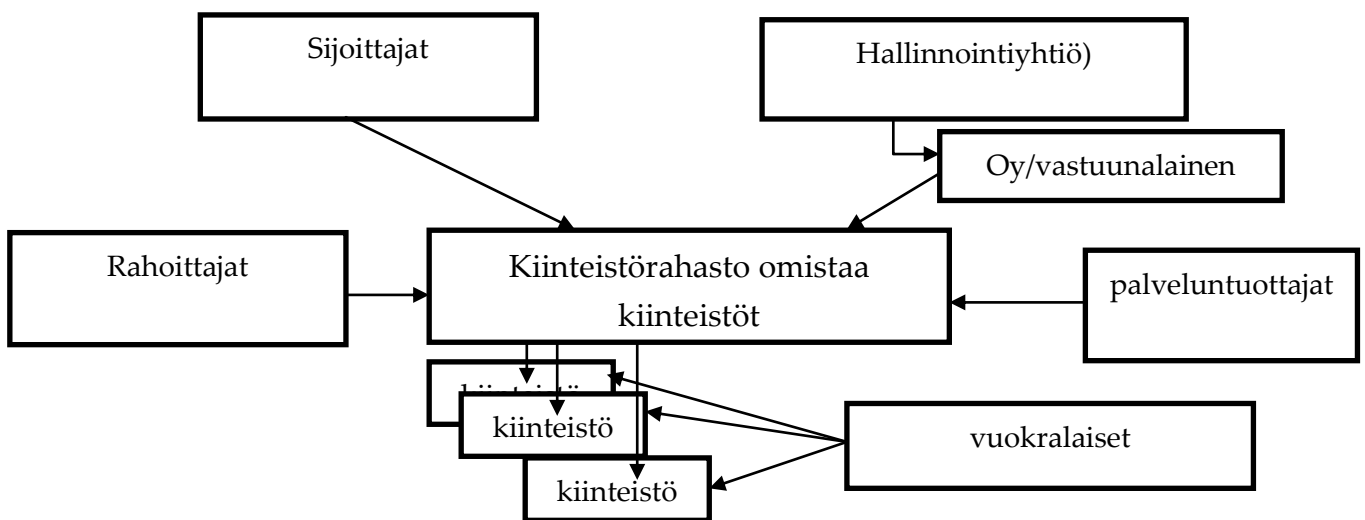 Sijoittajat
Hallinnointiyhtiö)
Oy/vastuunalainen
Rahoittajat
Kiinteistörahasto omistaa
kiinteistöt
palveluntuottajat
kiinteistö
vuokralaiset
kiinteistö